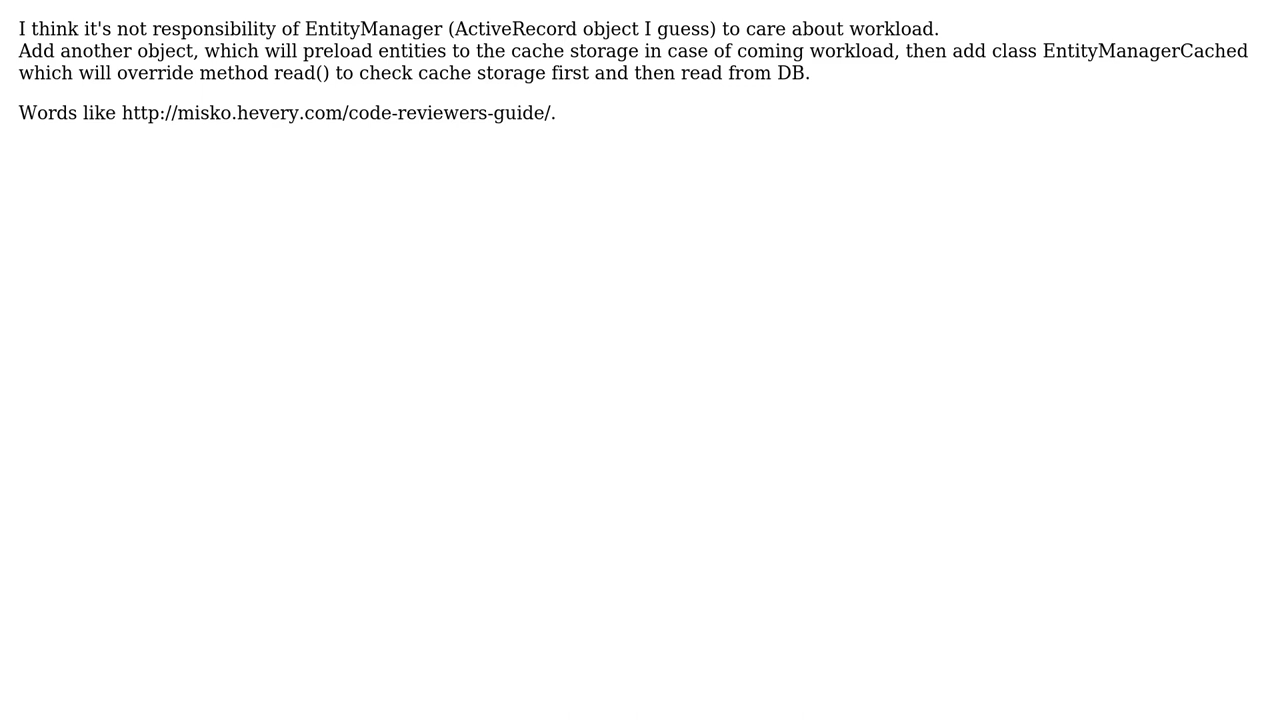 I think it's not responsibility of EntityManager (ActiveRecord object I guess) to care about workload.
Add another object, which will preload entities to the cache storage in case of coming workload, then add class EntityManagerCached
which will override method read() to check cache storage first and then read from DB.
Words like http://misko.hevery.com/code-reviewers-guide/.